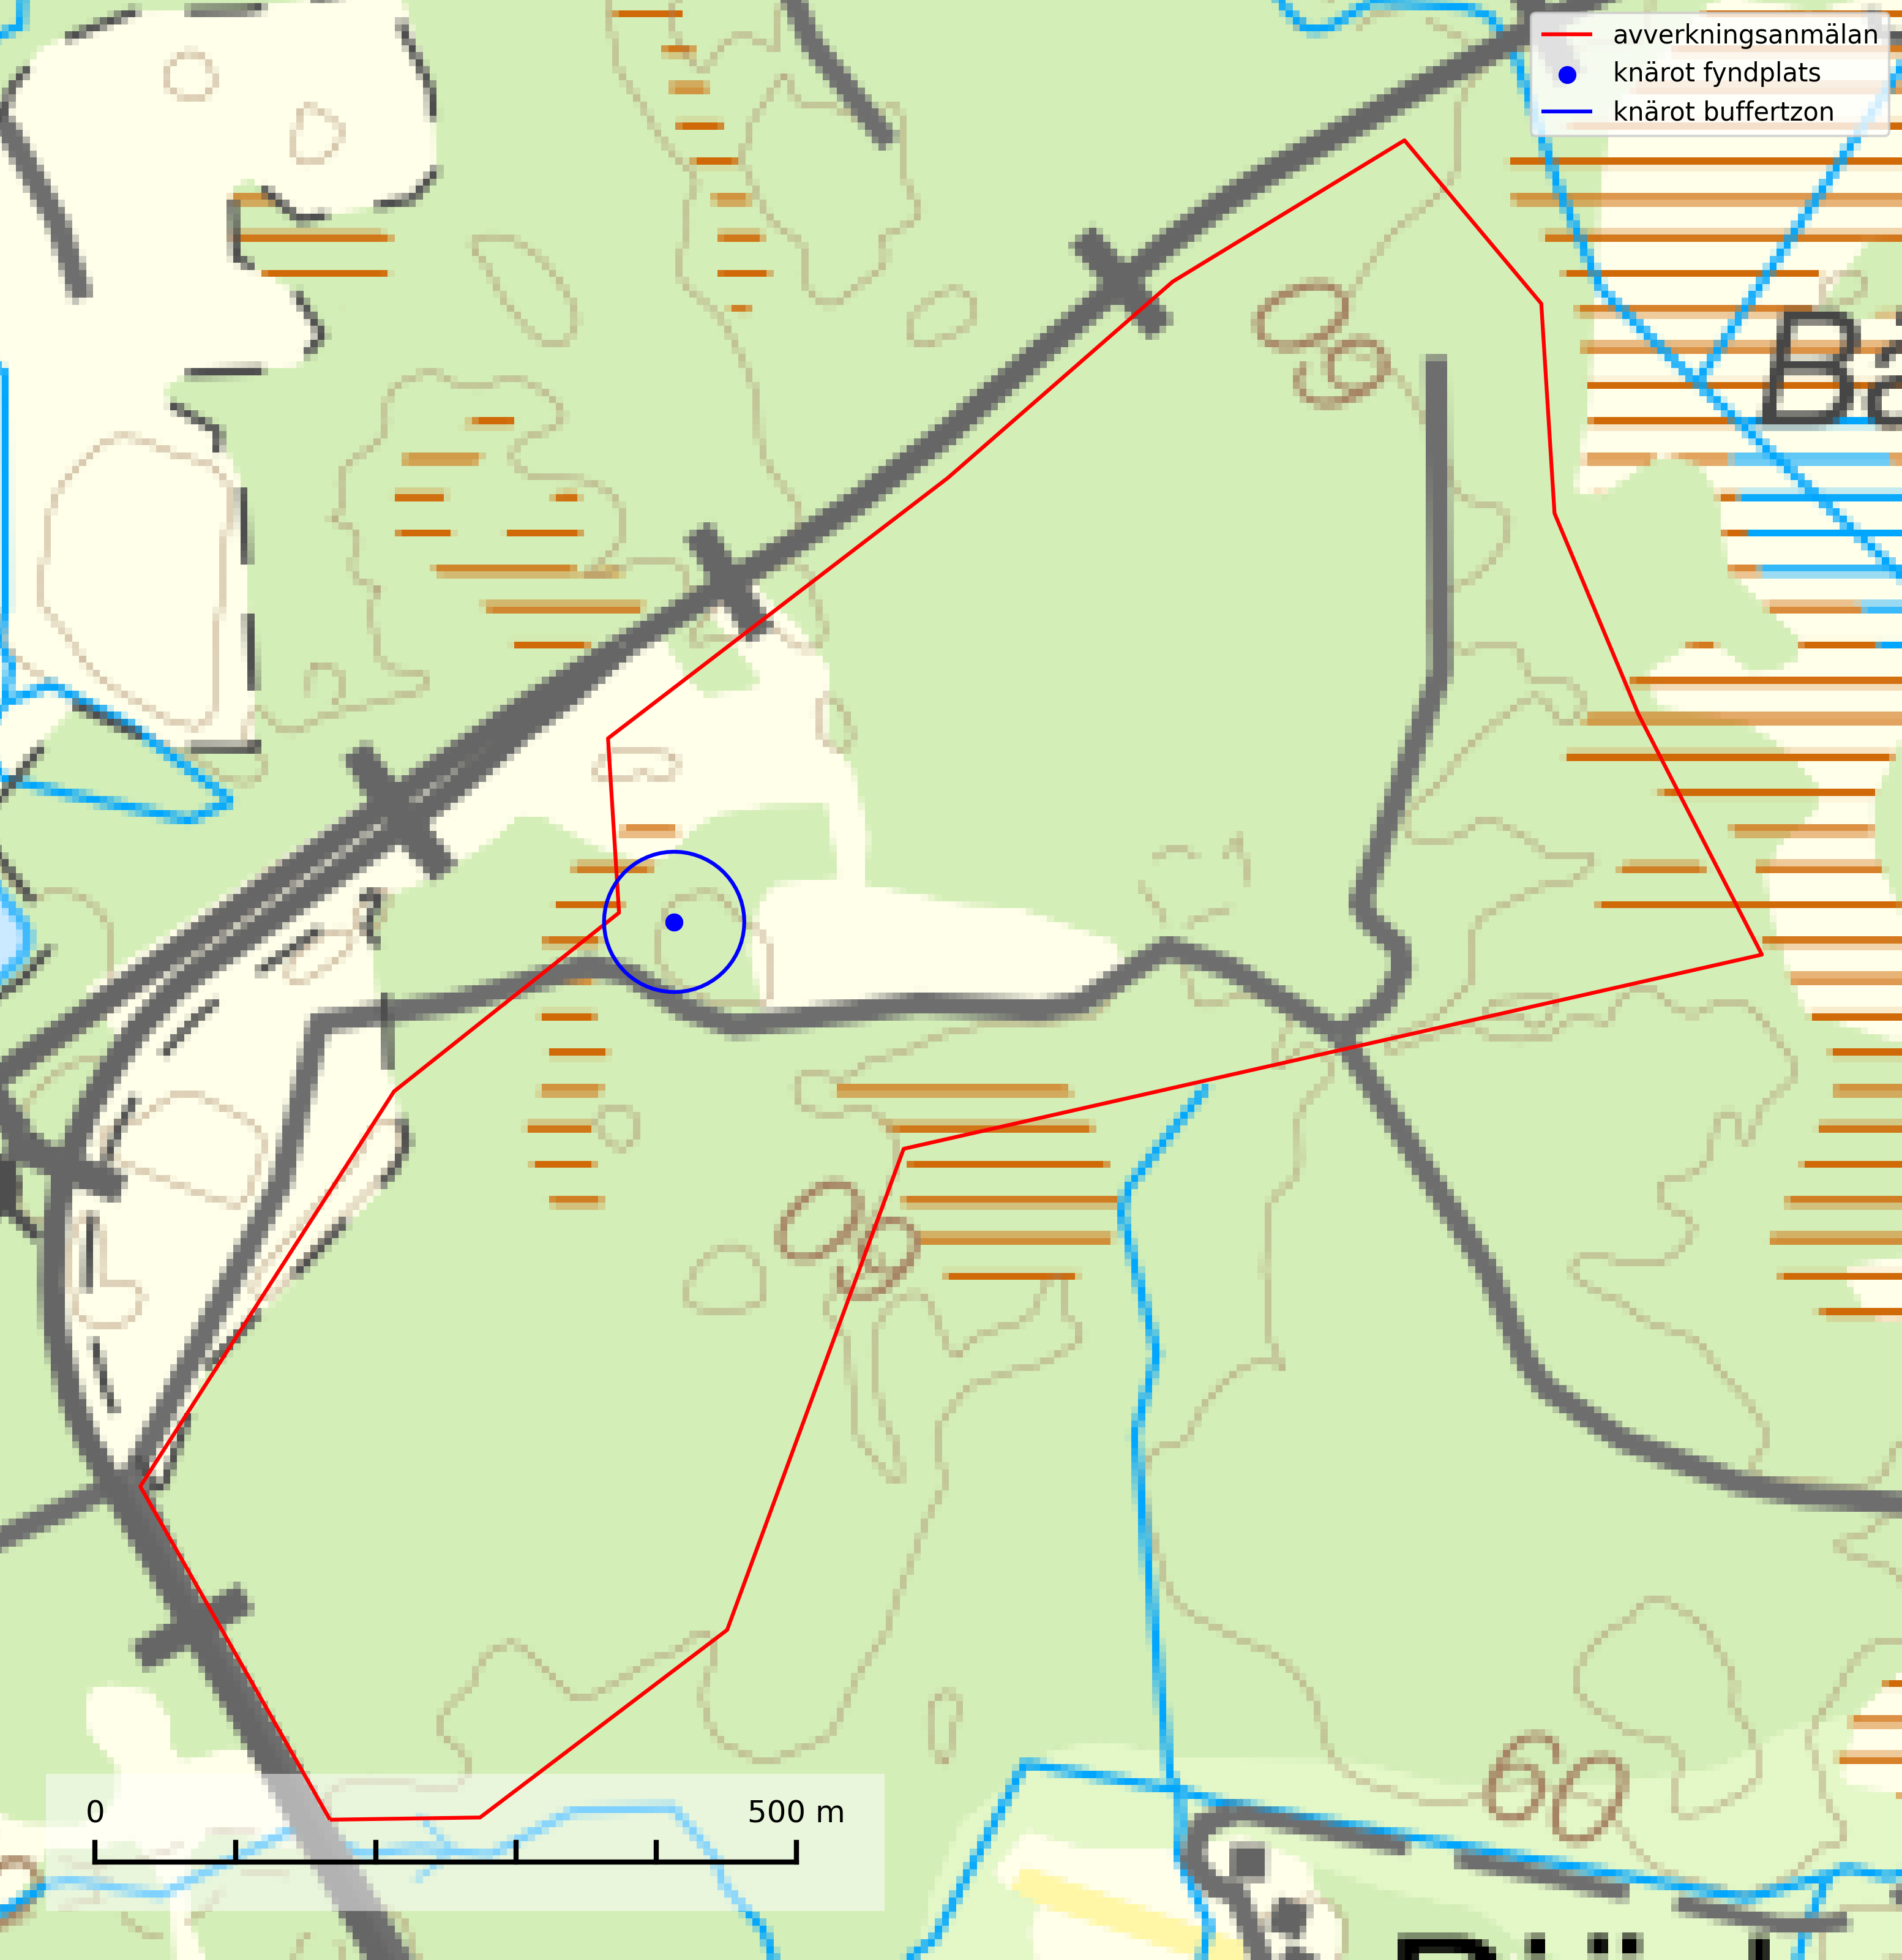 avverkningsanmälan
knärot fyndplats
knärot buffertzon
60
60
60
0 500 m